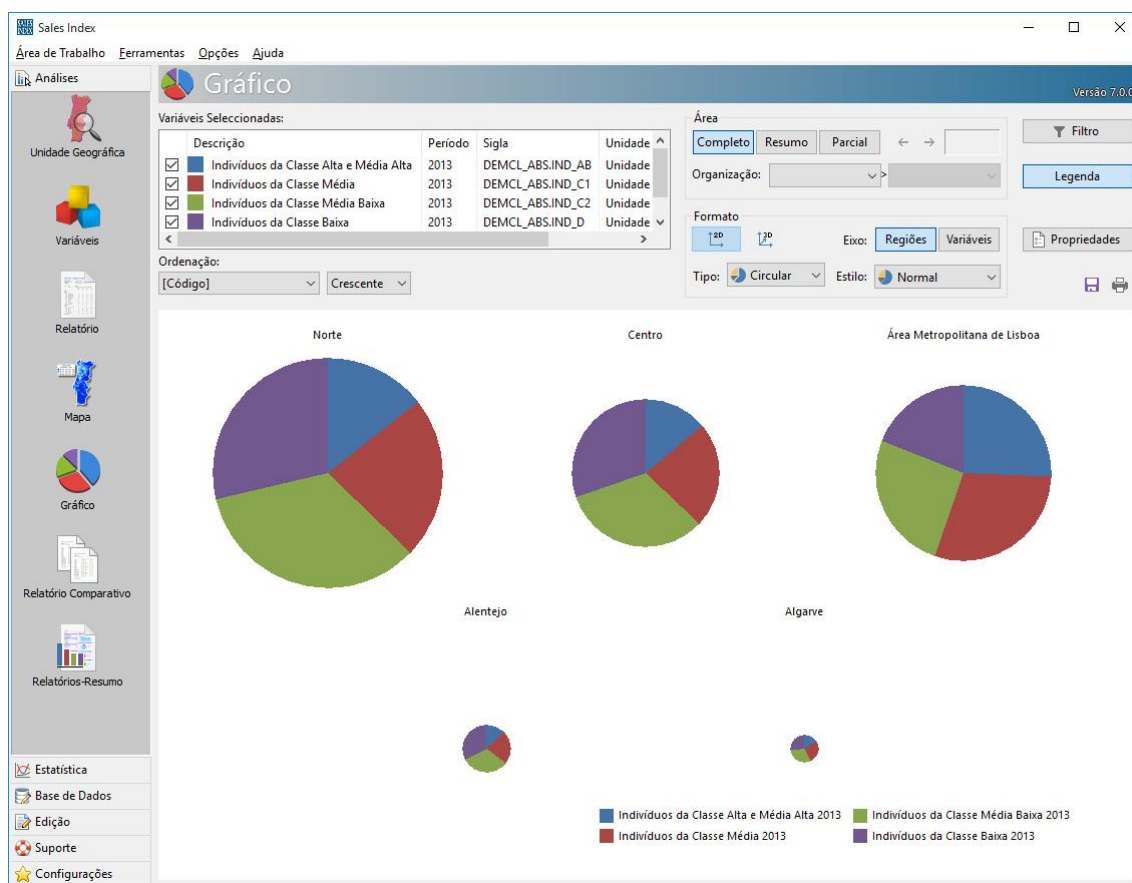 SALES INDEX Sales Index
Área de Trabalho Ferramentas Opções Ajuda
Análises
Gráfico
Versão 7.0.0
Unidade Geográfica
Variáveis
Relatório
Mapa
Gráfico
Relatório Comparativo
Relatórios-Resumo
Estatística
Base de Dados
Edição
Suporte
Configurações
Variáveis Seleccionadas:
Descrição Período Sigla Unidade
Indivíduos da Classe Alta e Média Alta 2013 DEMCL_ABS.IND_AB Unidade
Indivíduos da Classe Média 2013 DEMCL_ABS.IND_C1 Unidade
Indivíduos da Classe Média Baixa 2013 DEMCL_ABS.IND_C2 Unidade
Indivíduos da Classe Baixa 2013 DEMCL_ABS.IND_D Unidade
Ordenação:
[Código] Crescente
Área
Completo Resumo Parcial
Organização: >
Formato
2D 3D Eixo: Regiões Variáveis
Tipo: Circular Estilo: Normal
Filtro
Legenda
Propriedades
Norte Centro Área Metropolitana de Lisboa
Alentejo Algarve
Indivíduos da Classe Alta e Média Alta 2013 Indivíduos da Classe Média Baixa 2013
Indivíduos da Classe Média 2013 Indivíduos da Classe Baixa 2013